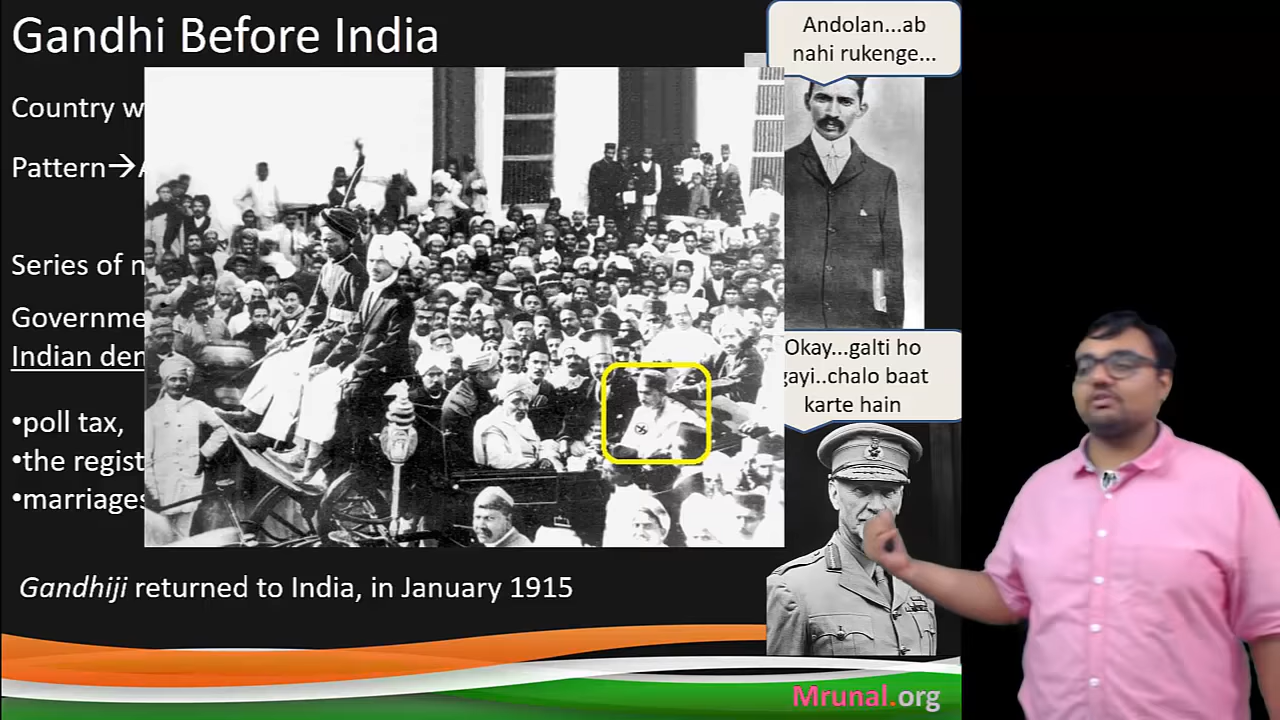 Gandhi Before India
Andolan...ab
nahi rukenge...
Country w
Pattern→
Series of
Governme
Indian
•poll tax,
•the regist
•marriages
Okay...galti ho
gayi..chalo baat
karte hain
Gandhiji returned to India, in January 1915
Mrunal.org